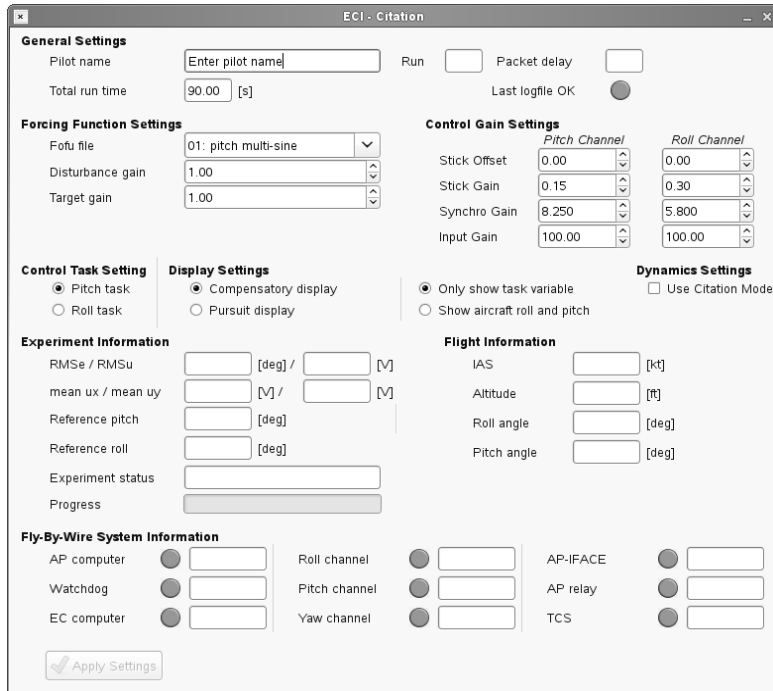 ECI - Citation
General Settings
Pilot name Enter pilot name Run Packet delay
Total run time 90.00 [s] Last logfile OK
Forcing Function Settings Control Gain Settings
Pitch Channel Roll Channel
Fofu file 01: pitch multi-sine
Stick Offset 0.00 0.00
Disturbance gain 1.00
Stick Gain 0.15 0.30
Target gain 1.00
Synchro Gain 8.250 5.800
Input Gain 100.00 100.00
Control Task Setting Display Settings Dynamics Settings
Pitch task Compensatory display Only show task variable Use Citation Mode
Roll task Pursuit display Show aircraft roll and pitch
Experiment Information Flight Information
RMSe / RMSu [deg] / [V] IAS [kt]
mean ux / mean uy [V] / [V] Altitude [ft]
Reference pitch [deg] Roll angle [deg]
Reference roll [deg] Pitch angle [deg]
Experiment status
Progress
Fly-By-Wire System Information
AP computer Roll channel AP-IFACE
Watchdog Pitch channel AP relay
EC computer Yaw channel TCS
Apply Settings